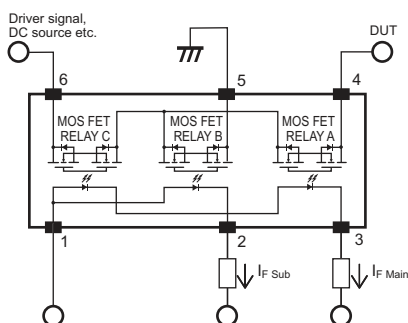 Driver signal,
DC source etc.
DUT
6
5
4
MOS FET
RELAY C
MOS FET
RELAY B
MOS FET
RELAY A
1
2
3
IF Sub
IF Main